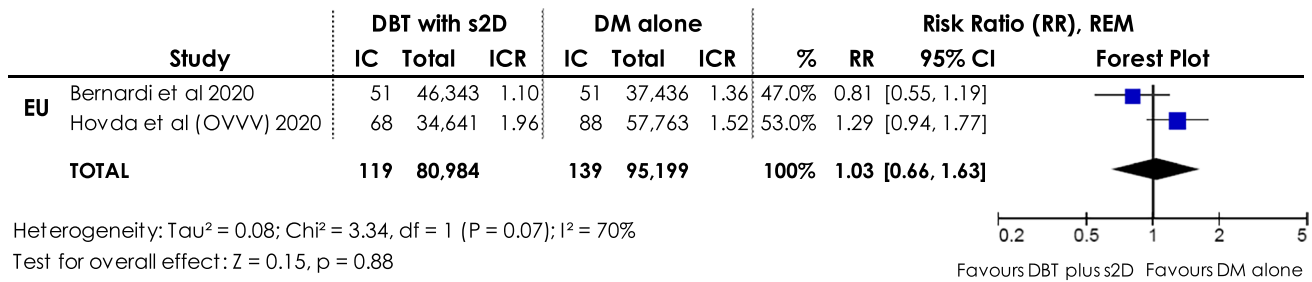 DBT with s2D DM alone Risk Ratio (RR), REM
Study IC Total ICR IC Total ICR % RR 95% CI Forest Plot
EU
Bernardi et al 2020 51 46,343 1.10 51 37,436 1.36 47.0% 0.81 [0.55, 1.19]
Hovda et al (OVVV) 2020 68 34,641 1.96 88 57,763 1.52 53.0% 1.29 [0.94, 1.77]
TOTAL 119 80,984 139 95,199 100% 1.03 [0.66, 1.63]
Heterogeneity: Tau² = 0.08; Chi² = 3.34, df = 1 (P = 0.07); I² = 70%
Test for overall effect: Z = 0.15, p = 0.88
0.2 0.5 1 2 5
Favours DBT plus s2D Favours DM alone